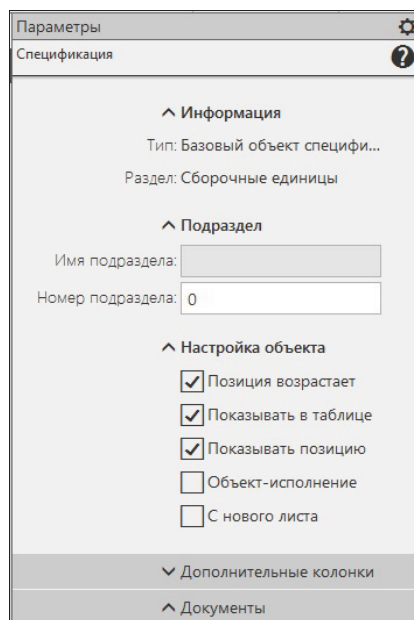 Параметры
Спецификация
Информация
Тип: Базовый объект специфи...
Раздел: Сборочные единицы
Подраздел
Имя подраздела:
Номер подраздела: 0
Настройка объекта
Позиция возрастает
Показывать в таблице
Показывать позицию
Объект-исполнение
С нового листа
Дополнительные колонки
Документы